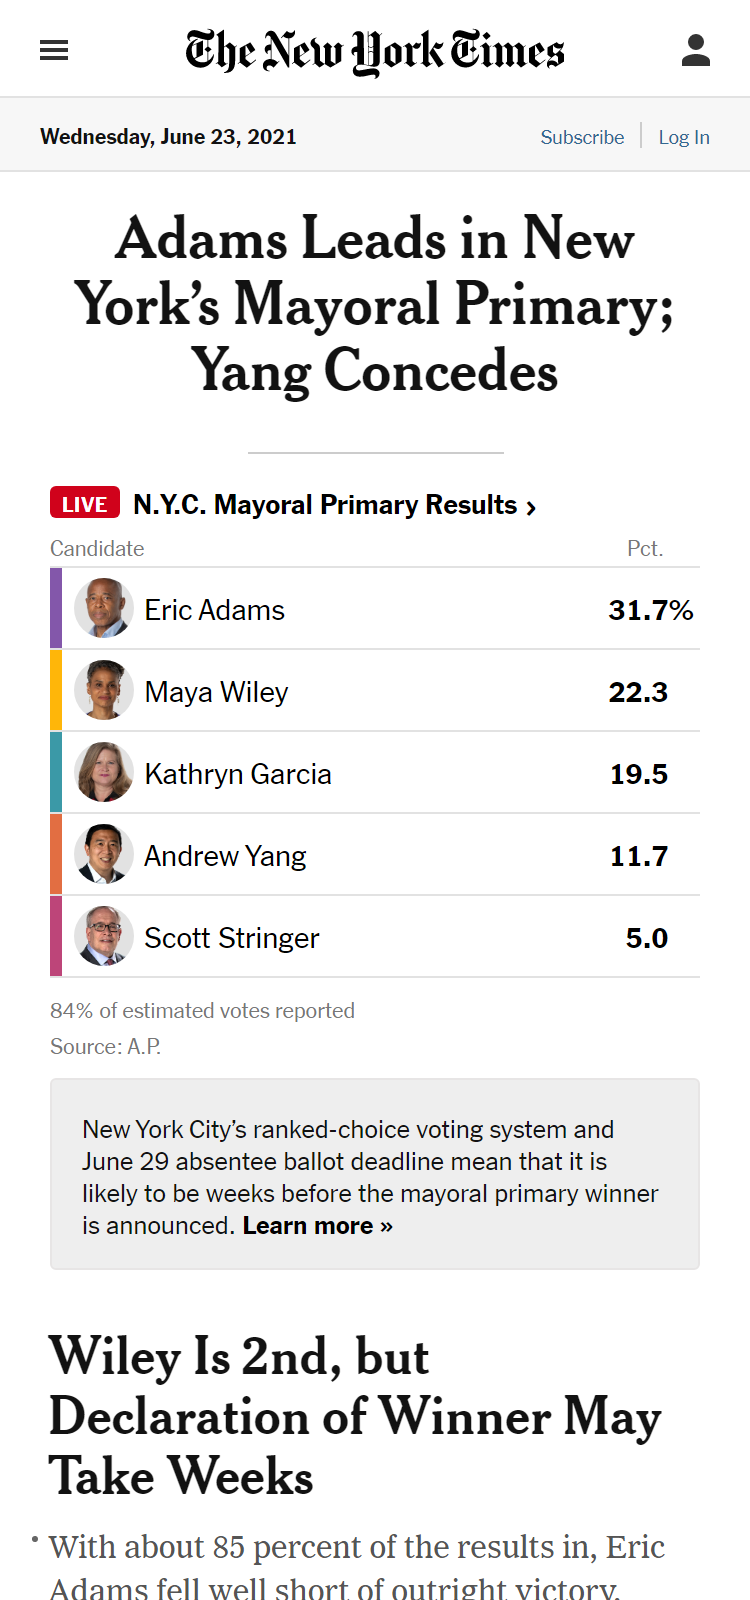 The New York Times
Wednesday, June 23, 2021
Subscribe
Log In
Adams Leads in New
York’s Mayoral Primary;
Yang Concedes
LIVE N.Y.C. Mayoral Primary Results ›
Candidate Pct.
Eric Adams 31.7%
Maya Wiley 22.3
Kathryn Garcia 19.5
Andrew Yang 11.7
Scott Stringer 5.0
84% of estimated votes reported
Source: A.P.
New York City’s ranked-choice voting system and
June 29 absentee ballot deadline mean that it is
likely to be weeks before the mayoral primary winner
is announced. Learn more »
Wiley Is 2nd, but
Declaration of Winner May
Take Weeks
• With about 85 percent of the results in, Eric
Adams fell well short of outright victory.